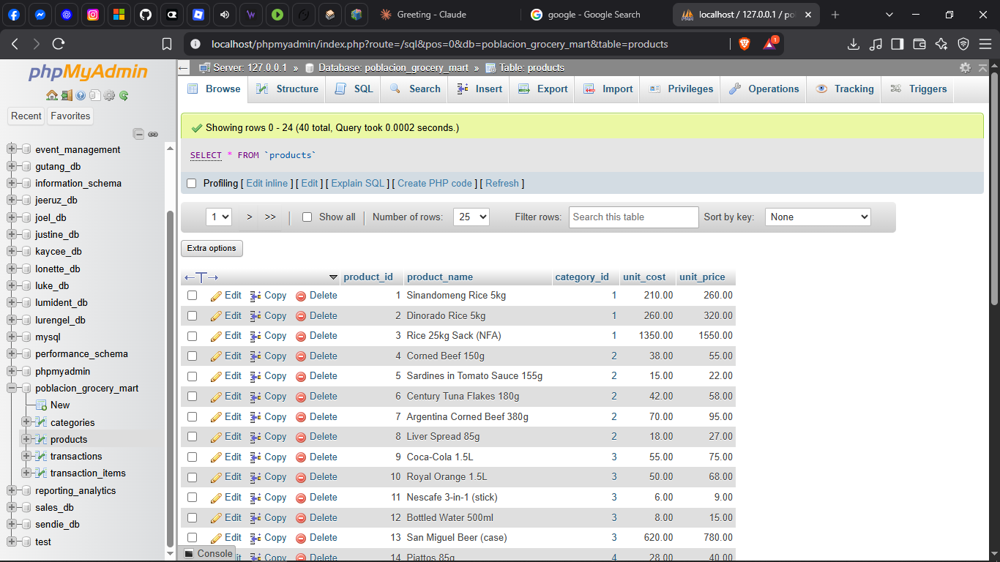 Greeting - Claude
google - Google Search
localhost / 127.0.0.1 / po
localhost/phpmyadmin/index.php?route=/sql&pos=0&db=poblacion_grocery_mart&table=products
1
phpMyAdmin
Recent Favorites
event_management
gutang_db
information_schema
jeeruz_db
joel_db
justine_db
kaycee_db
lonette_db
luke_db
lumident_db
lurengel_db
mysql
performance_schema
phpmyadmin
poblacion_grocery_mart
New
categories
products
transactions
transaction_items
reporting_analytics
sales_db
sendie_db
test
Server: 127.0.0.1 » Database: poblacion_grocery_mart » Table: products
Browse Structure SQL Search Insert Export Import Privileges Operations Tracking Triggers
Showing rows 0 - 24 (40 total, Query took 0.0002 seconds.)
SELECT * FROM `products`
Profiling [ Edit inline ] [ Edit ] [ Explain SQL ] [ Create PHP code ] [ Refresh ]
1 > >> | Show all | Number of rows: 25 Filter rows: Search this table Sort by key: None
Extra options
product_id product_name category_id unit_cost unit_price
Edit Copy Delete 1 Sinandomeng Rice 5kg 1 210.00 260.00
Edit Copy Delete 2 Dinorado Rice 5kg 1 260.00 320.00
Edit Copy Delete 3 Rice 25kg Sack (NFA) 1 1350.00 1550.00
Edit Copy Delete 4 Corned Beef 150g 2 38.00 55.00
Edit Copy Delete 5 Sardines in Tomato Sauce 155g 2 15.00 22.00
Edit Copy Delete 6 Century Tuna Flakes 180g 2 42.00 58.00
Edit Copy Delete 7 Argentina Corned Beef 380g 2 70.00 95.00
Edit Copy Delete 8 Liver Spread 85g 2 18.00 27.00
Edit Copy Delete 9 Coca-Cola 1.5L 3 55.00 75.00
Edit Copy Delete 10 Royal Orange 1.5L 3 50.00 68.00
Edit Copy Delete 11 Nescafe 3-in-1 (stick) 3 6.00 9.00
Edit Copy Delete 12 Bottled Water 500ml 3 8.00 15.00
Edit Copy Delete 13 San Miguel Beer (case) 3 620.00 780.00
Edit Copy Delete 14 Piattos 85g 4 28.00 40.00
Console